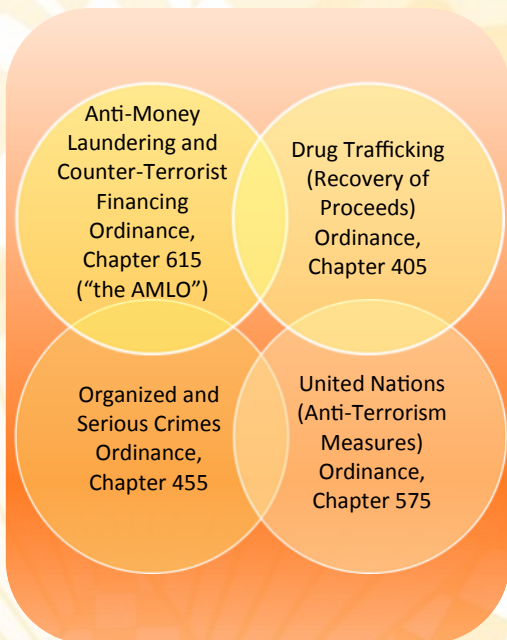 Anti-Money
Laundering and
Counter-Terrorist
Financing
Ordinance,
Chapter 615
(“the AMLO”)
Drug Trafficking
(Recovery of
Proceeds)
Ordinance,
Chapter 405
Organized and
Serious Crimes
Ordinance,
Chapter 455
United Nations
(Anti-Terrorism
Measures)
Ordinance,
Chapter 575